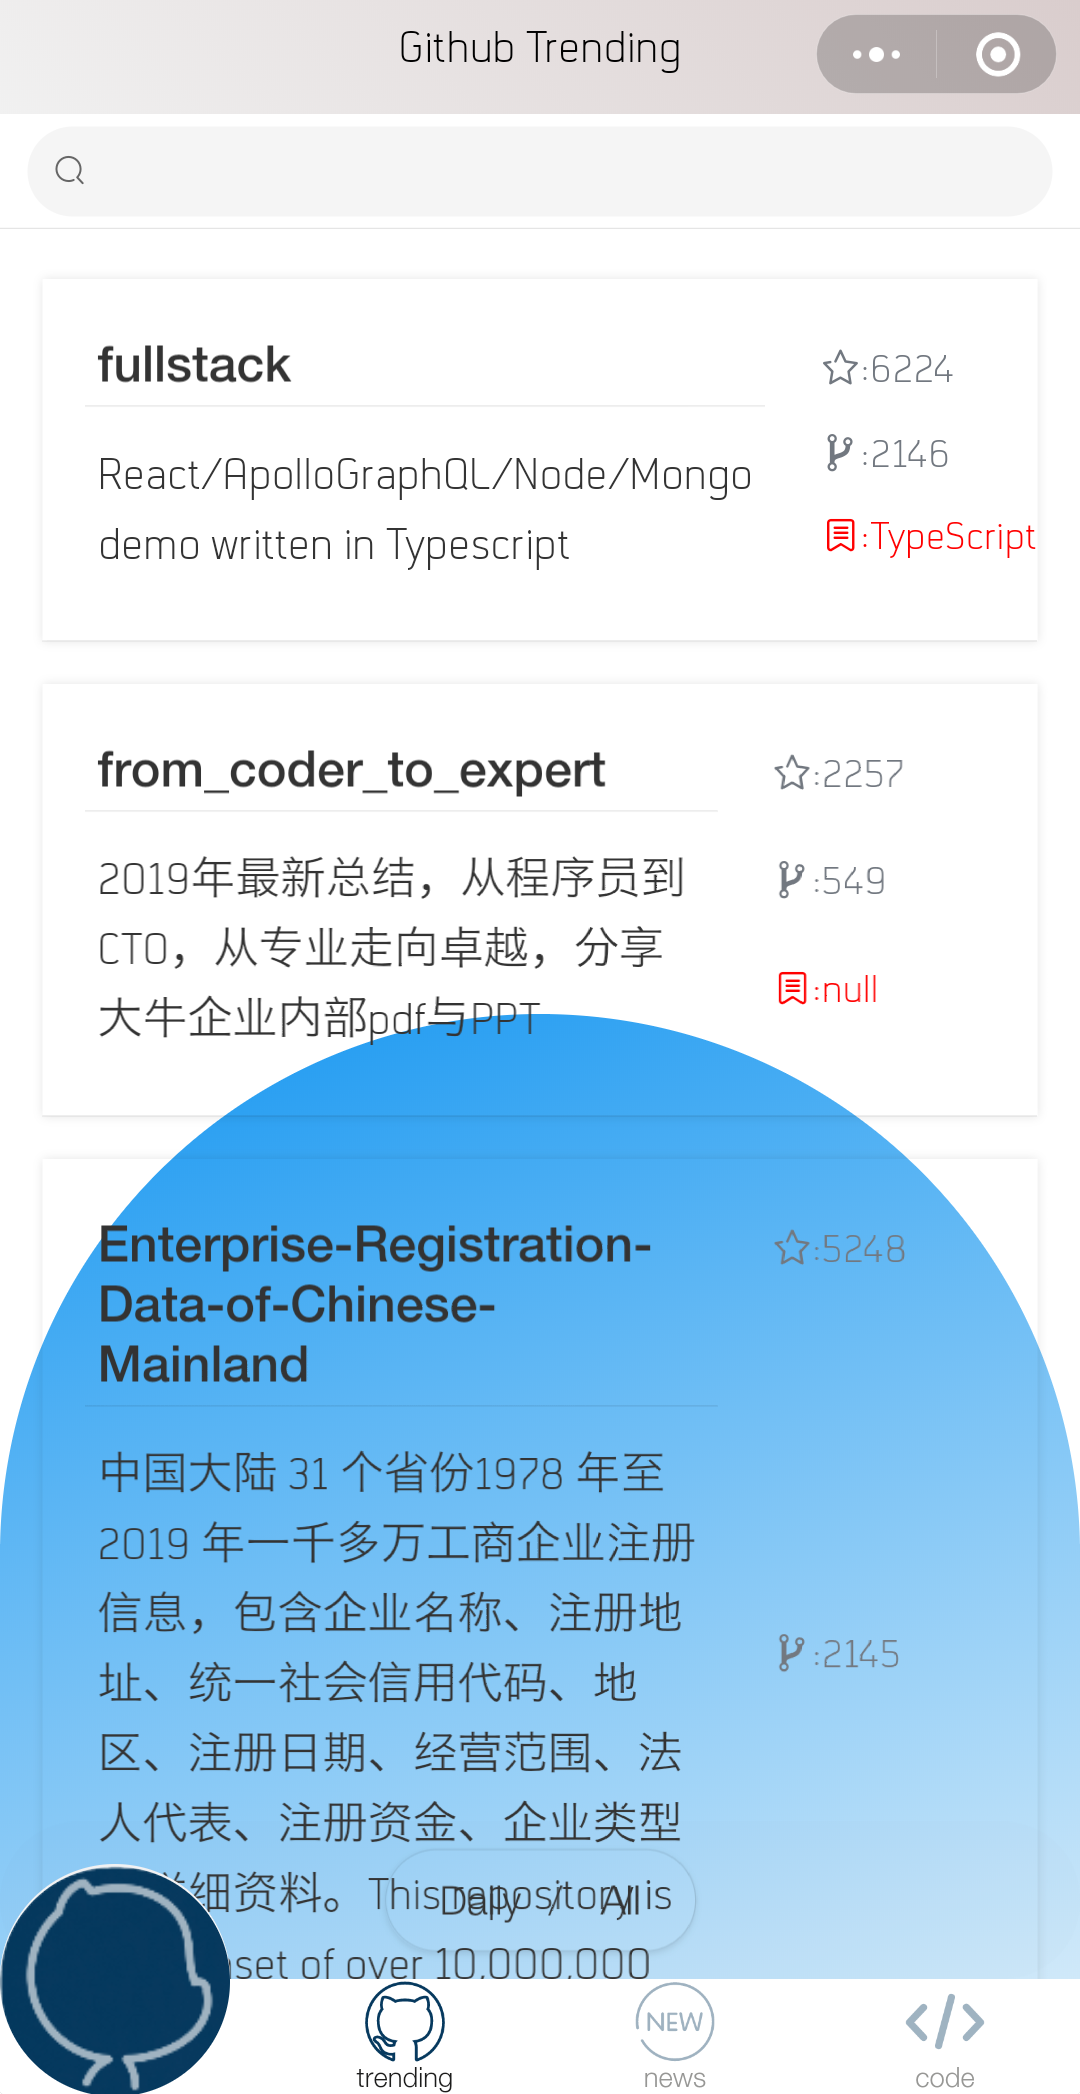 Github Trending
fullstack
:6224
:2146
:TypeScript
React/ApolloGraphQL/Node/Mongo
demo written in Typescript
from_coder_to_expert
:2257
:549
:null
2019年最新总结，从程序员到
CTO，从专业走向卓越，分享
大牛企业内部pdf与PPT
Enterprise-Registration-
Data-of-Chinese-
Mainland
:5248
:2145
中国大陆 31 个省份1978 年至
2019 年一千多万工商企业注册
信息，包含企业名称、注册地
址、统一社会信用代码、地
区、注册日期、经营范围、法
人代表、注册资金、企业类型
细资料。This repository is
Daily / All
of over 10,000,000
trending
NEW
news
code